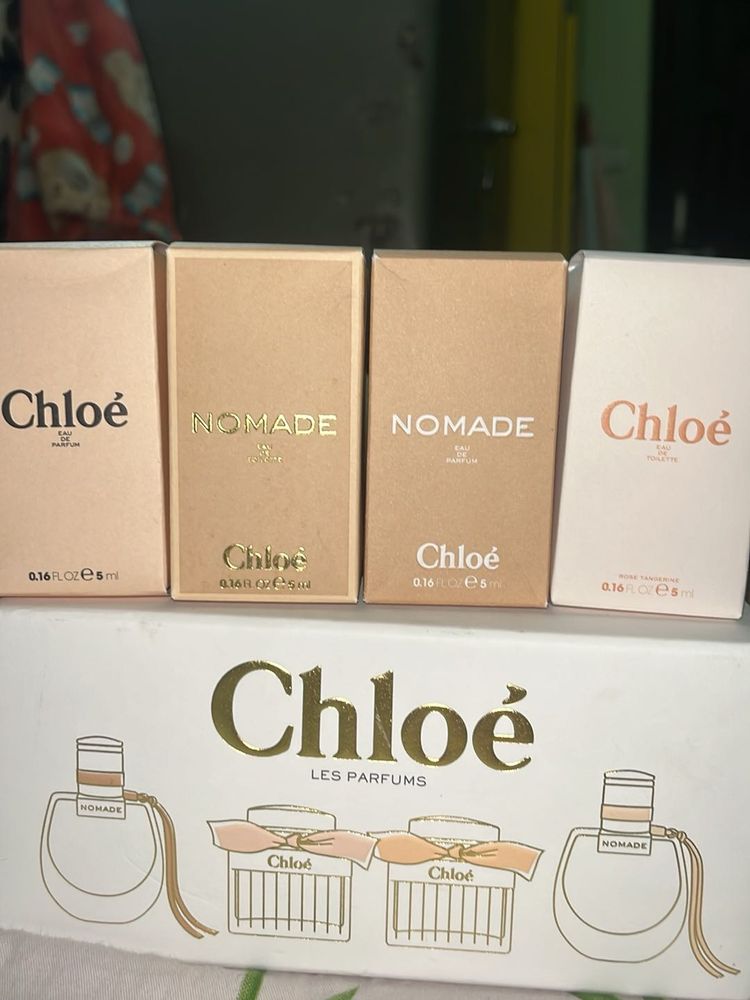 Chloé
EAU
DE
PARFUM
0.16 FL OZ e 5 ml
NOMADE
EAU
DE
TOILETTE
Chloé
0.16 FL OZ e 5 ml
NOMADE
EAU
DE
PARFUM
Chloé
0.16 FL OZ e 5 ml
Chloé
EAU
DE
TOILETTE
ROSE TANGERINE
0.16 FL OZ e 5 ml
Chloé
LES PARFUMS
NOMADE
Chloé
Chloé
NOMADE